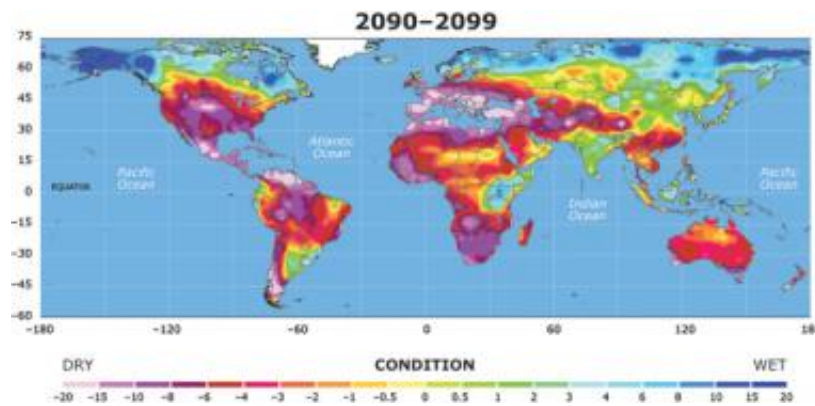 2090–2099
75
60
45
30
15
0
−15
−30
−45
−60
Atlantic
Ocean
Pacific
Ocean
EQUATOR
Indian
Ocean
Pacific
Ocean
−180 −120 −60 0 60 120 18
DRY CONDITION WET
−20 −15 −10 −8 −6 −4 −3 −2 −1 −0.5 0 0.5 1 2 3 4 6 8 10 15 20